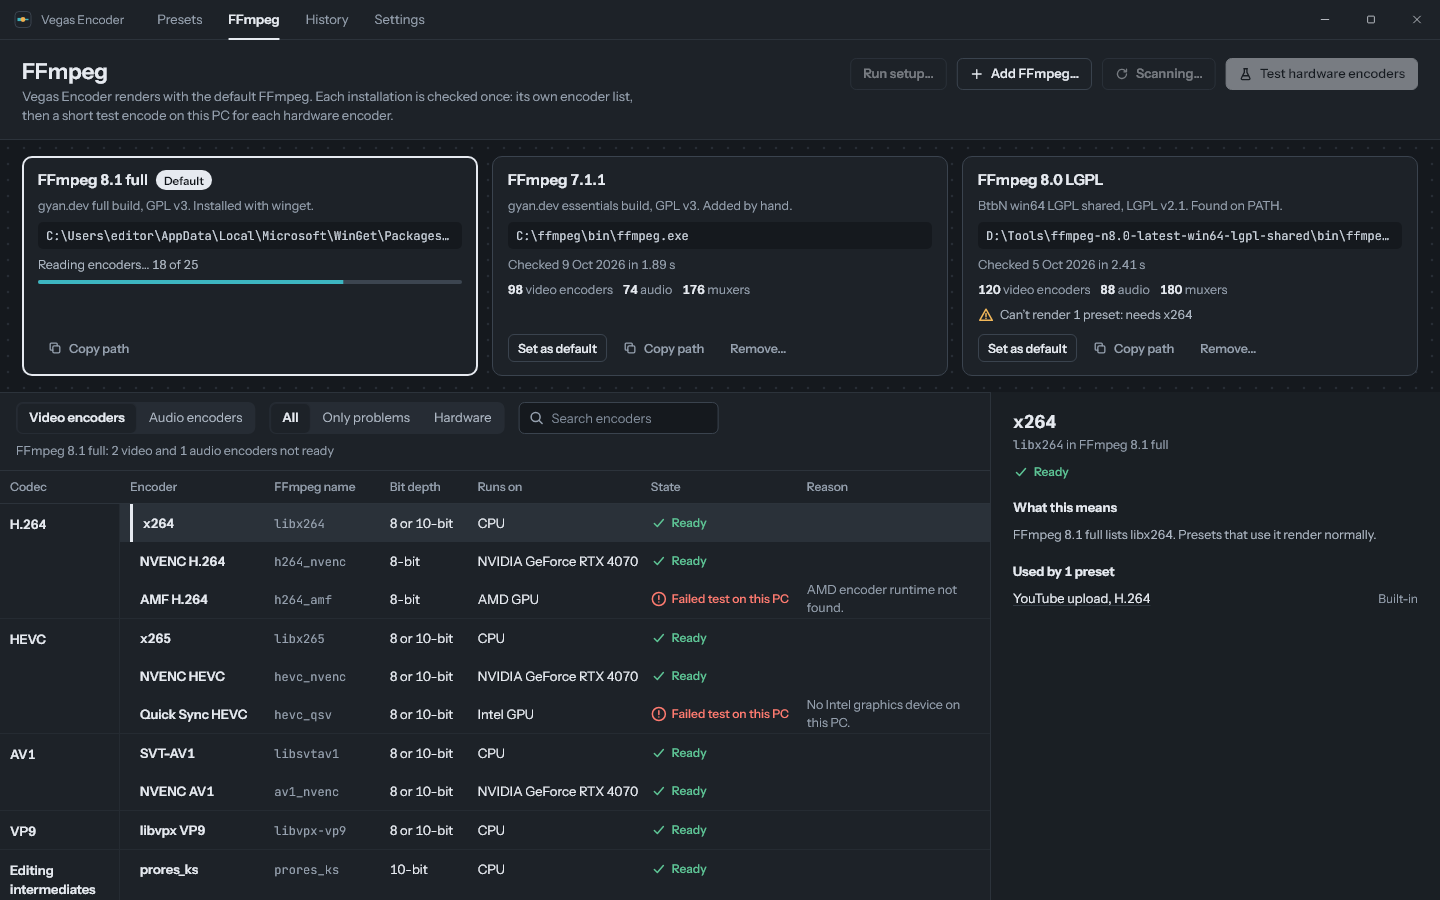 Vegas Encoder
Presets
FFmpeg
History
Settings
FFmpeg
Vegas Encoder renders with the default FFmpeg. Each installation is checked once: its own encoder list,
then a short test encode on this PC for each hardware encoder.
Run setup...
Add FFmpeg...
Scanning...
Test hardware encoders
FFmpeg 8.1 full
Default
gyan.dev full build, GPL v3. Installed with winget.
C:\Users\editor\AppData\Local\Microsoft\WinGet\Packages…
Reading encoders... 18 of 25
Copy path
FFmpeg 7.1.1
gyan.dev essentials build, GPL v3. Added by hand.
C:\ffmpeg\bin\ffmpeg.exe
Checked 9 Oct 2026 in 1.89 s
98 video encoders 74 audio 176 muxers
Set as default
Copy path
Remove...
FFmpeg 8.0 LGPL
BtbN win64 LGPL shared, LGPL v2.1. Found on PATH.
D:\Tools\ffmpeg-n8.0-latest-win64-lgpl-shared\bin\ffmpe…
Checked 5 Oct 2026 in 2.41 s
120 video encoders 88 audio 180 muxers
Can't render 1 preset: needs x264
Set as default
Copy path
Remove...
Video encoders
Audio encoders
All
Only problems
Hardware
Search encoders
FFmpeg 8.1 full: 2 video and 1 audio encoders not ready
Codec Encoder FFmpeg name Bit depth Runs on State Reason
H.264 x264 libx264 8 or 10-bit CPU Ready
NVENC H.264 h264_nvenc 8-bit NVIDIA GeForce RTX 4070 Ready
AMF H.264 h264_amf 8-bit AMD GPU Failed test on this PC AMD encoder runtime not
found.
HEVC x265 libx265 8 or 10-bit CPU Ready
NVENC HEVC hevc_nvenc 8 or 10-bit NVIDIA GeForce RTX 4070 Ready
Quick Sync HEVC hevc_qsv 8 or 10-bit Intel GPU Failed test on this PC No Intel graphics device on
this PC.
AV1 SVT-AV1 libsvtav1 8 or 10-bit CPU Ready
NVENC AV1 av1_nvenc 8 or 10-bit NVIDIA GeForce RTX 4070 Ready
VP9 libvpx VP9 libvpx-vp9 8 or 10-bit CPU Ready
Editing prores_ks prores_ks 10-bit CPU Ready
intermediates
x264
libx264 in FFmpeg 8.1 full
Ready
What this means
FFmpeg 8.1 full lists libx264. Presets that use it render normally.
Used by 1 preset
YouTube upload, H.264
Built-in